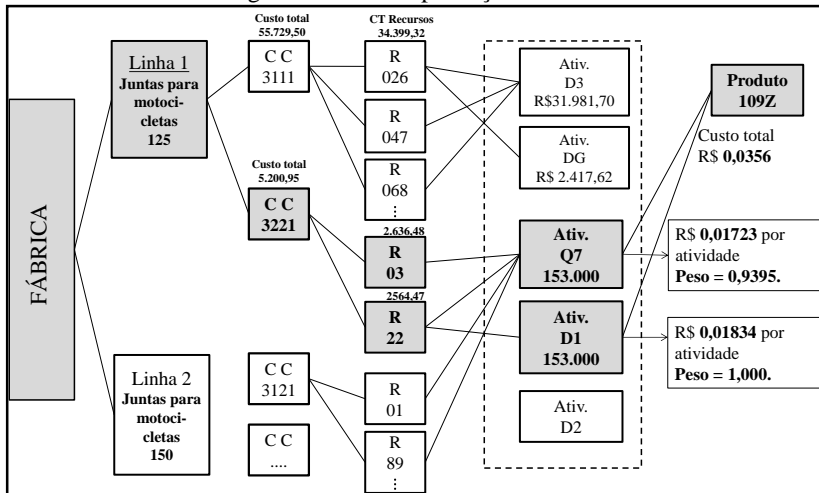 FÁBRICA
Linha 1
Juntas para
motoci-
cletas
125
Linha 2
Juntas para
motoci-
cletas
150
Custo total
55.729,50
C C
3111
Custo total
5.200,95
C C
3221
C C
3121
C C
....
CT Recursos
34.399,32
R
026
R
047
R
068
...
2.636,48
R
03
2564,47
R
22
R
01
R
89
...
Ativ.
D3
R$31.981,70
Ativ.
DG
R$ 2.417,62
Ativ.
Q7
153.000
Ativ.
D1
153.000
Ativ.
D2
Produto
109Z
Custo total
R$ 0,0356
R$ 0,01723 por
atividade
Peso = 0,9395.
R$ 0,01834 por
atividade
Peso = 1,000.